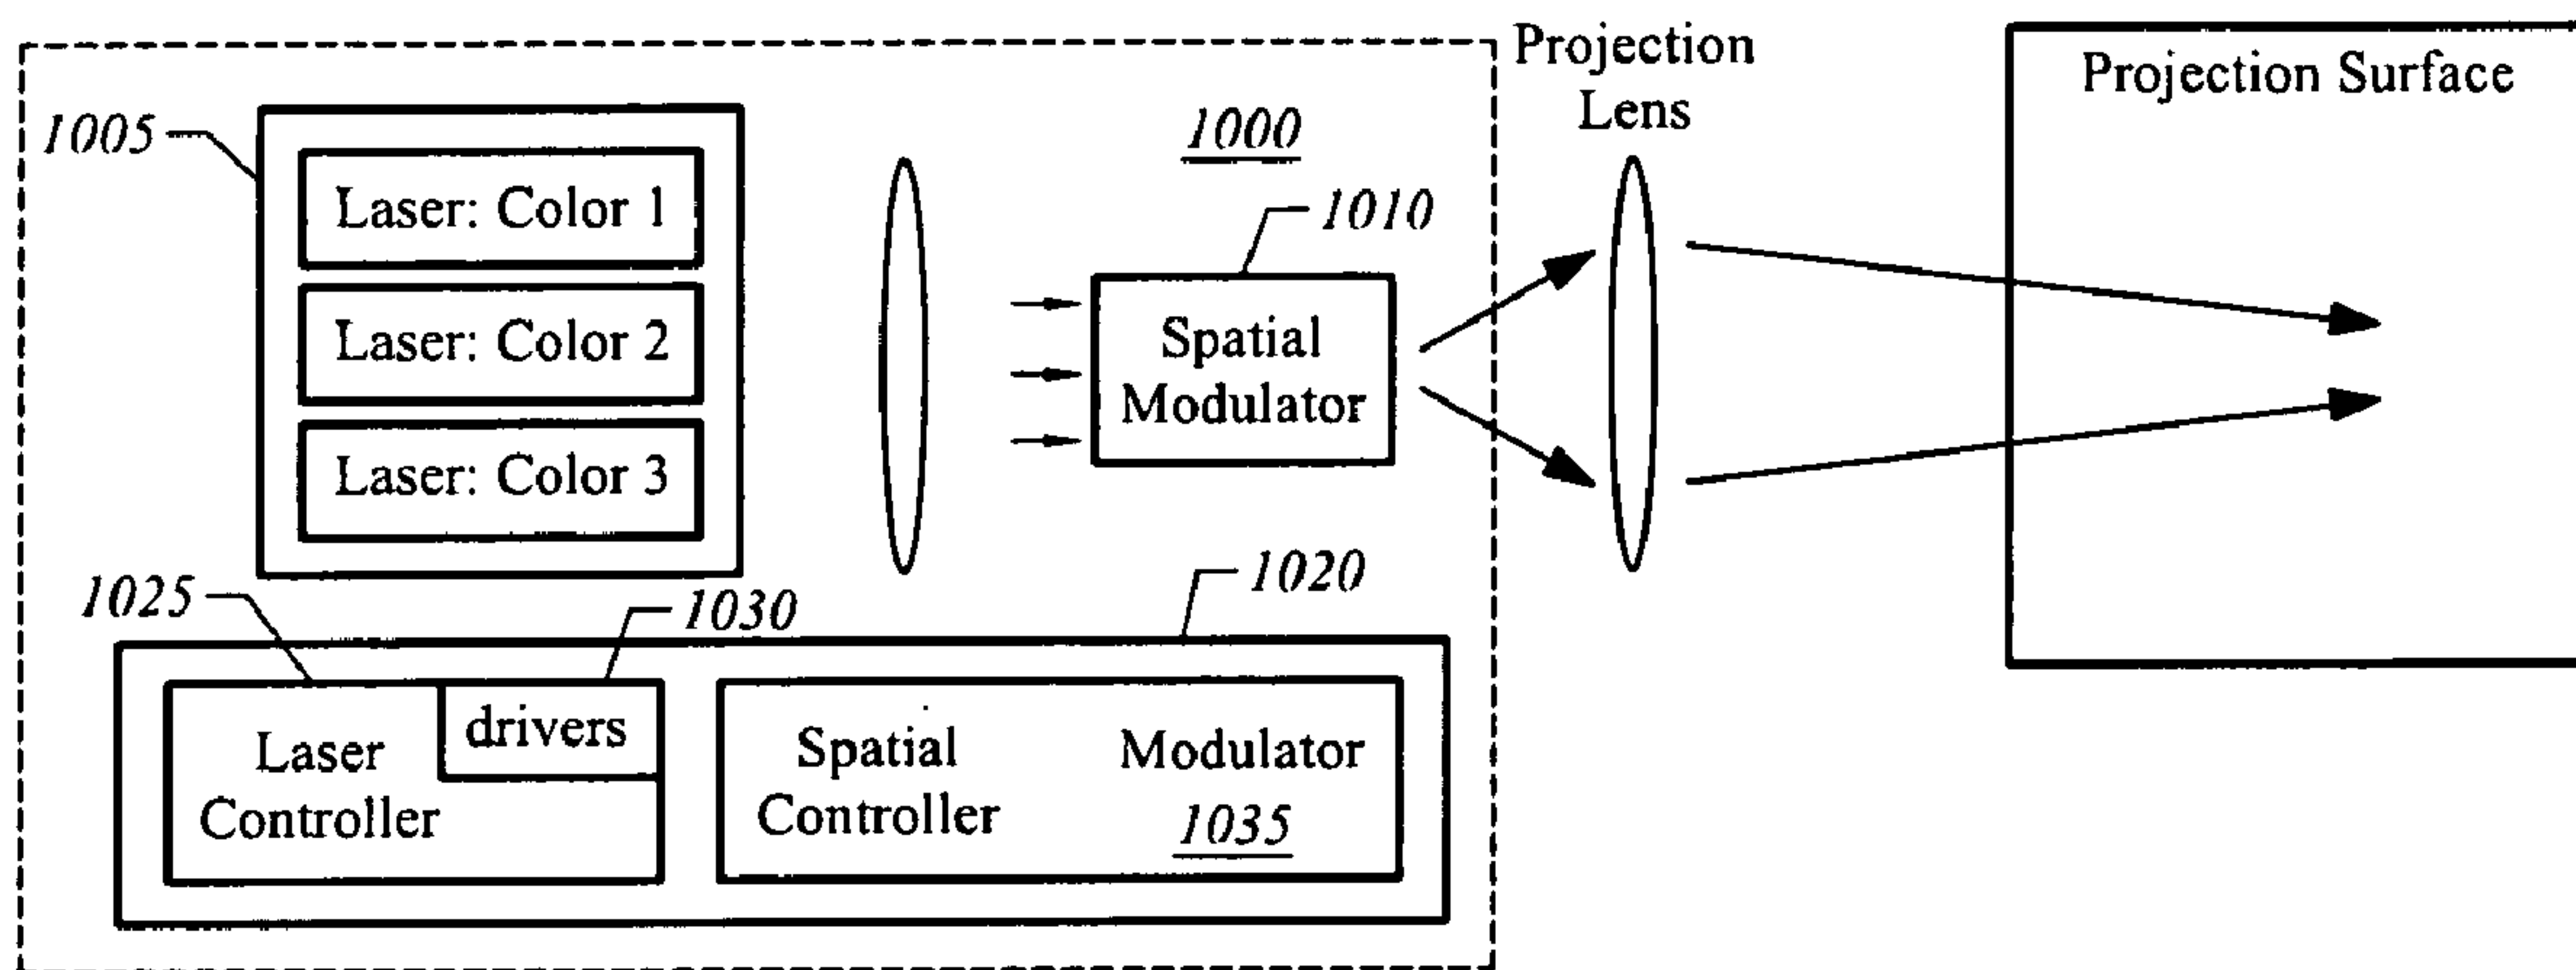 Projection
Lens
Projection Surface
1005
1000
Laser: Color 1
1010
Laser: Color 2
Spatial
Modulator
Laser: Color 3
1025
1030
1020
drivers
Laser
Controller
Spatial Modulator
Controller 1035